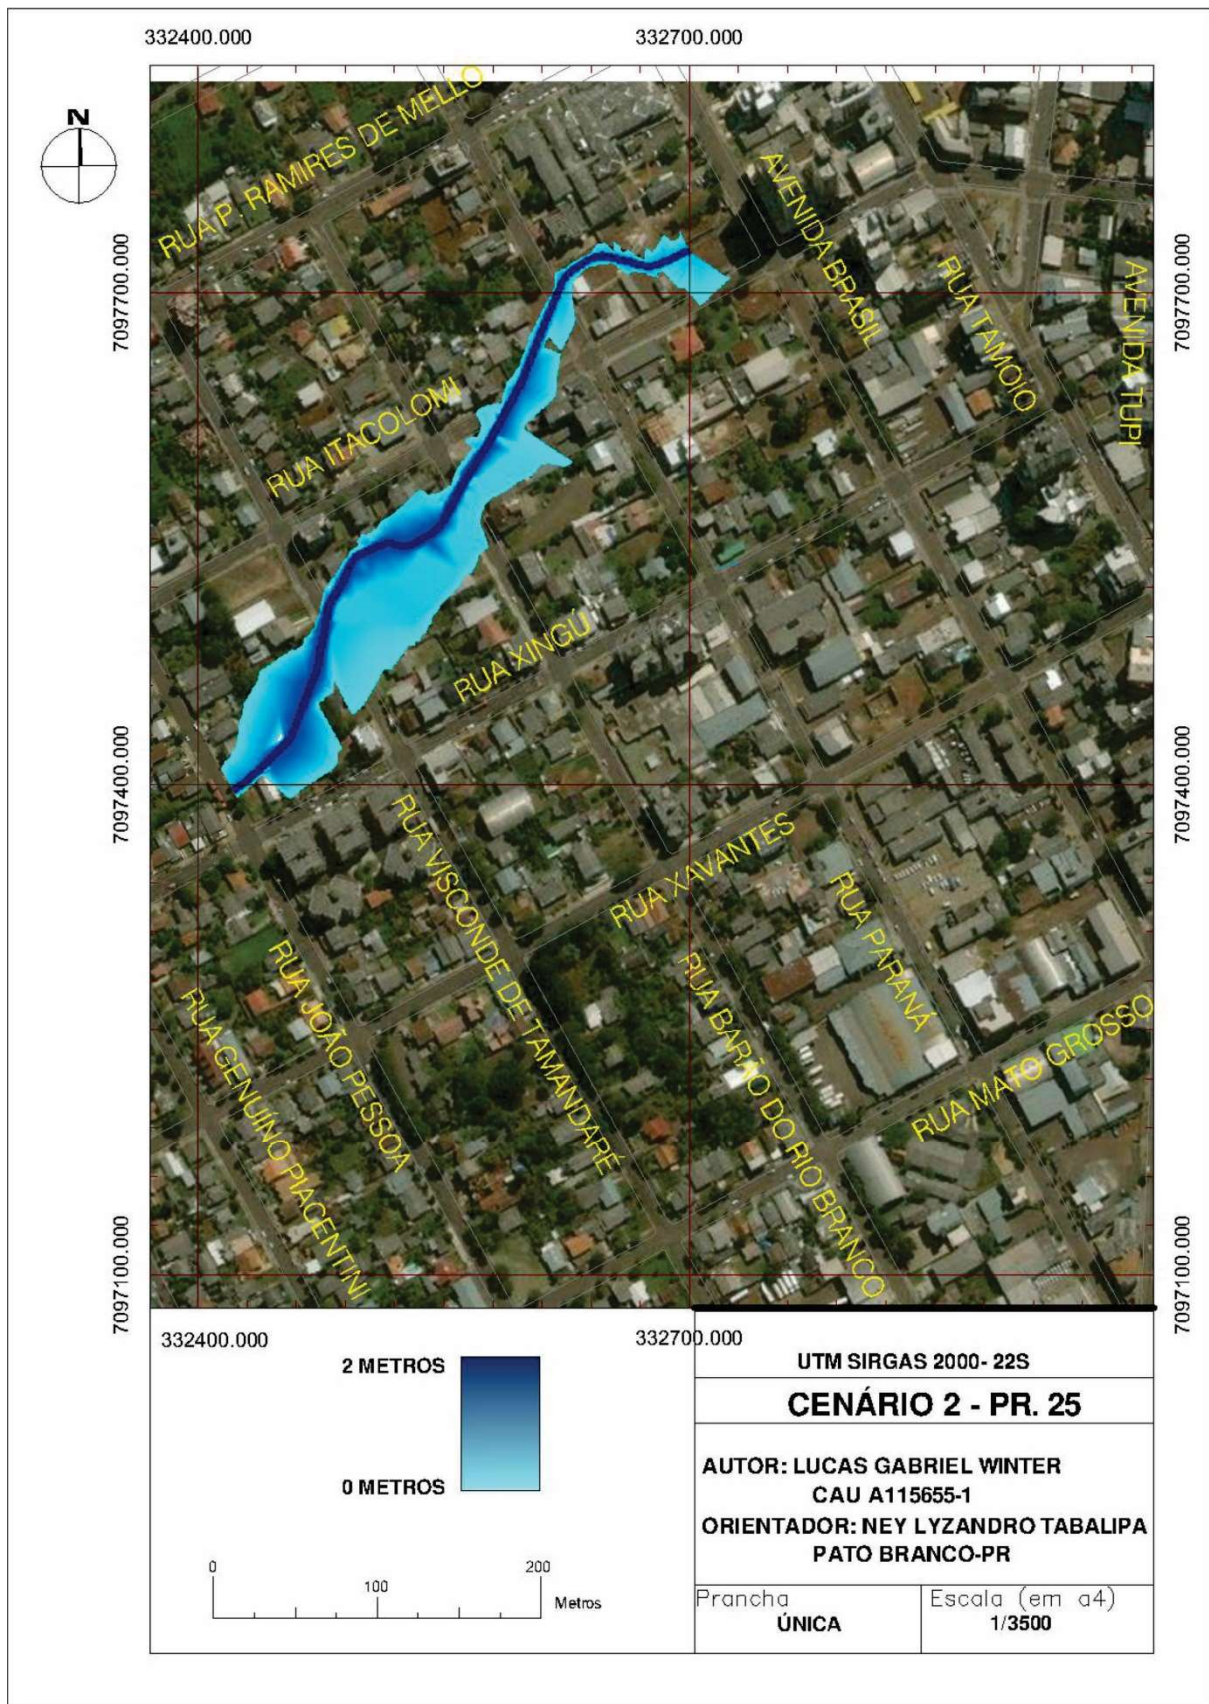 332400.000
332700.000
N
RUA P. RAMIRES DE MELLO
AVENIDA BRASIL
RUA TAMOIO
AVENIDA TUPI
7097700.000
7097700.000
RUA ITACOLOMI
RUA XINGÚ
7097400.000
7097400.000
RUA VISCONDE DE TAMANDARÉ
RUA XAVANTES
RUA PARANÁ
RUA JOÃO PESSOA
RUA GENUÍNO PIACENTINI
RUA BARÃO DO RIO BRANCO
RUA MATO GROSSO
7097100.000
7097100.000
332400.000
332700.000
2 METROS
0 METROS
0
100
200
Metros
UTM SIRGAS 2000- 22S
CENÁRIO 2 - PR. 25
AUTOR: LUCAS GABRIEL WINTER
CAU A115655-1
ORIENTADOR: NEY LYZANDRO TABALIPA
PATO BRANCO-PR
Prancha
ÚNICA
Escala (em a4)
1/3500